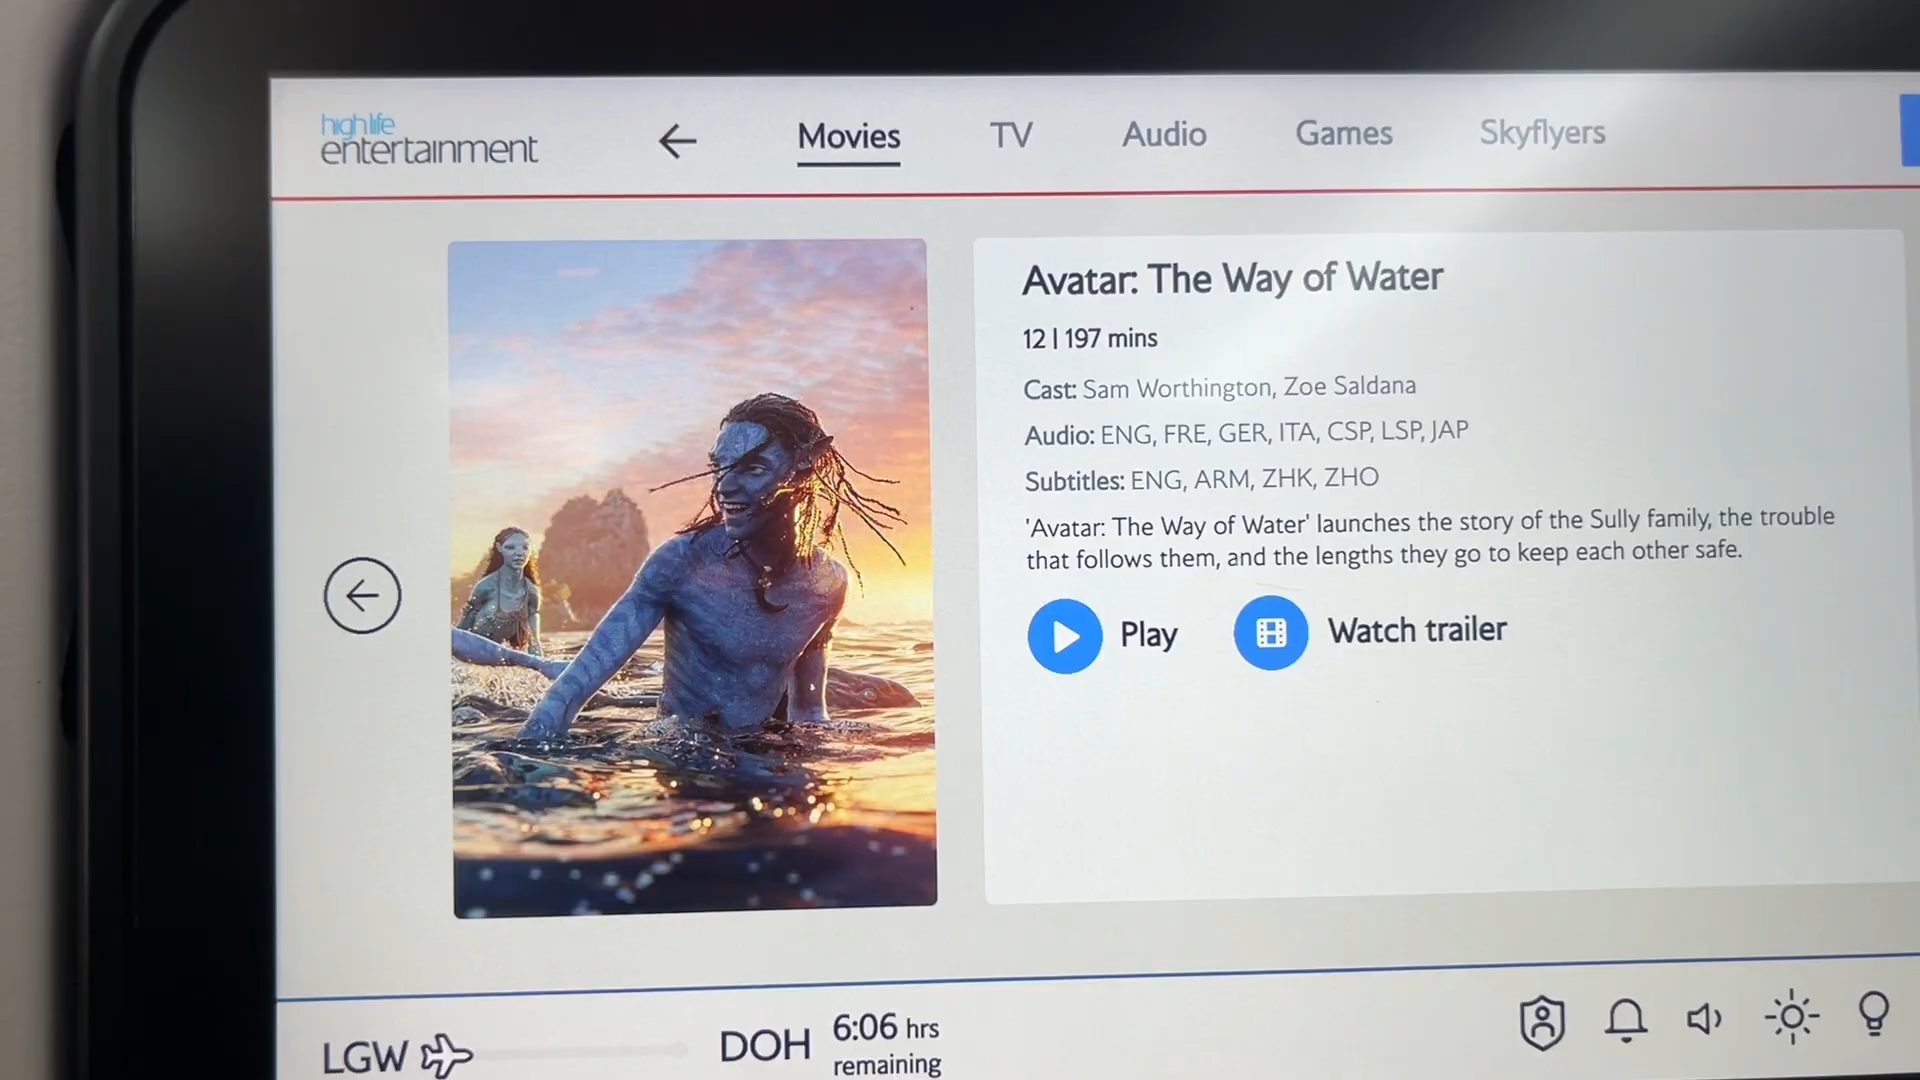 high life
entertainment
Movies
TV
Audio
Games
Skyflyers
Avatar: The Way of Water
12 | 197 mins
Cast: Sam Worthington, Zoe Saldana
Audio: ENG, FRE, GER, ITA, CSP, LSP, JAP
Subtitles: ENG, ARM, ZHK, ZHO
'Avatar: The Way of Water' launches the story of the Sully family, the trouble
that follows them, and the lengths they go to keep each other safe.
Play
Watch trailer
LGW
DOH
6:06 hrs
remaining